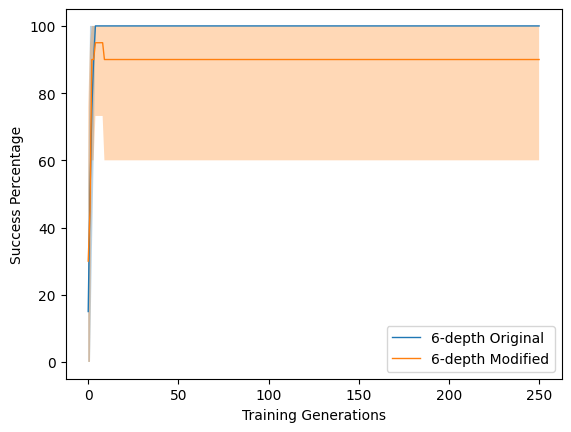 100
80
60
40
20
0
Success Percentage
0 50 100 150 200 250
Training Generations
6-depth Original
6-depth Modified